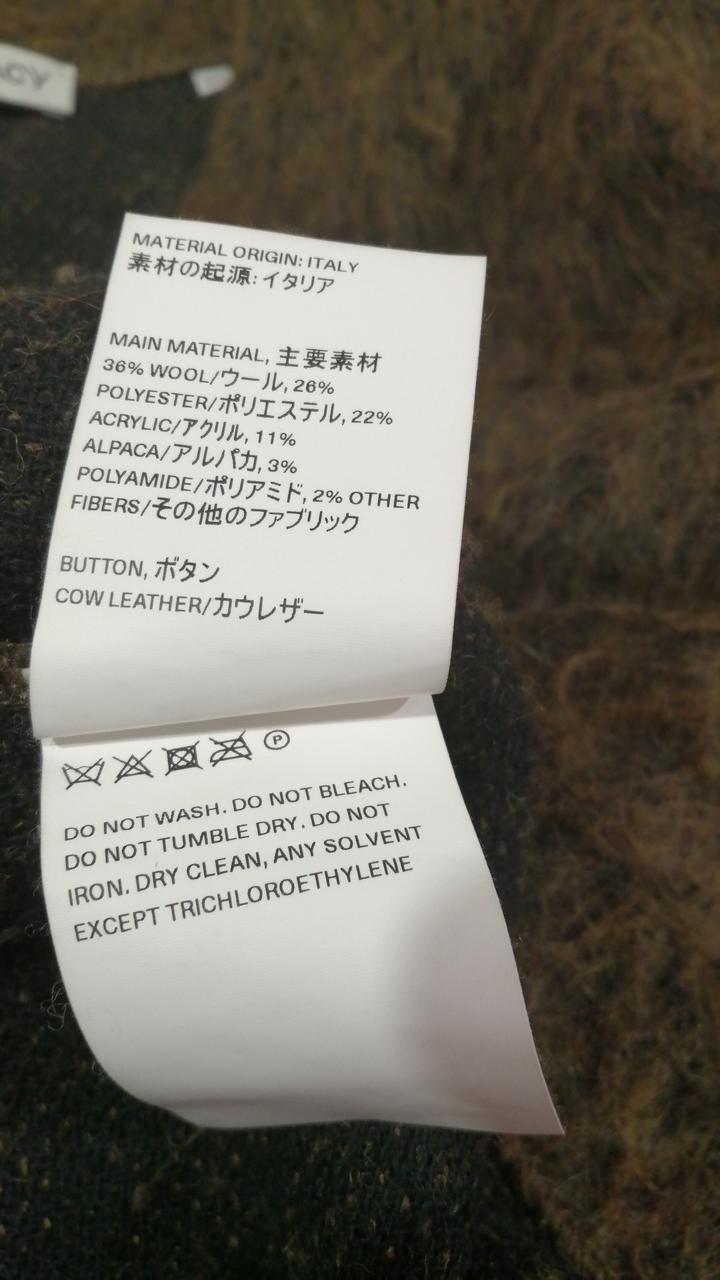 MATERIAL ORIGIN: ITALY
素材の起源: イタリア
MAIN MATERIAL, 主要素材
36% WOOL/ウール, 26%
POLYESTER/ポリエステル, 22%
ACRYLIC/アクリル, 11%
ALPACA/アルパカ, 3%
POLYAMIDE/ポリアミド, 2% OTHER
FIBERS/その他のファブリック
BUTTON, ボタン
COW LEATHER/カウレザー
P
DO NOT WASH. DO NOT BLEACH.
DO NOT TUMBLE DRY. DO NOT
IRON. DRY CLEAN, ANY SOLVENT
EXCEPT TRICHLOROETHYLENE